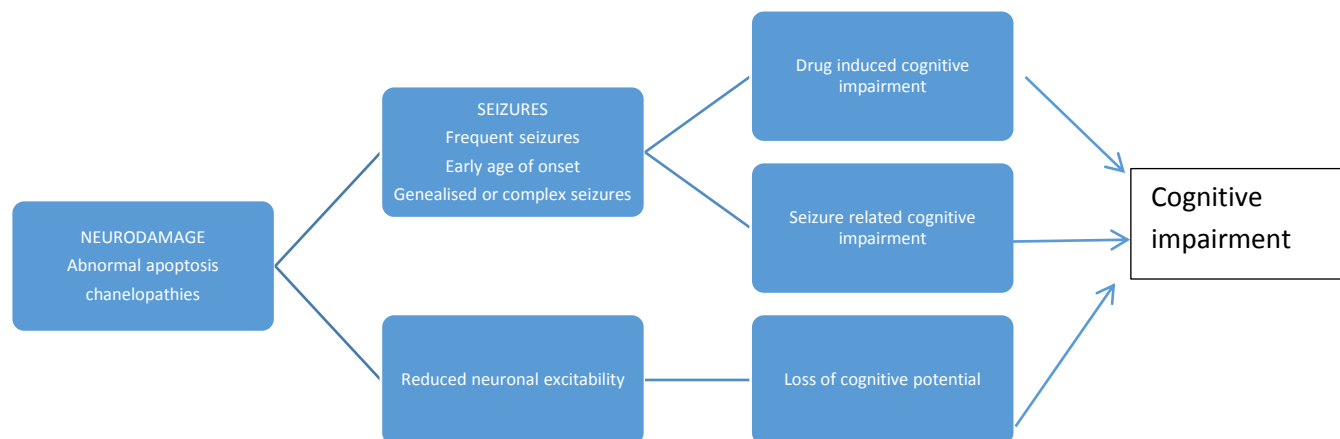 NEURODAMAGE
Abnormal apoptosis
chanelopathies
SEIZURES
Frequent seizures
Early age of onset
Genealised or complex seizures
Reduced neuronal excitability
Drug induced cognitive
impairment
Seizure related cognitive
impairment
Loss of cognitive potential
Cognitive
impairment